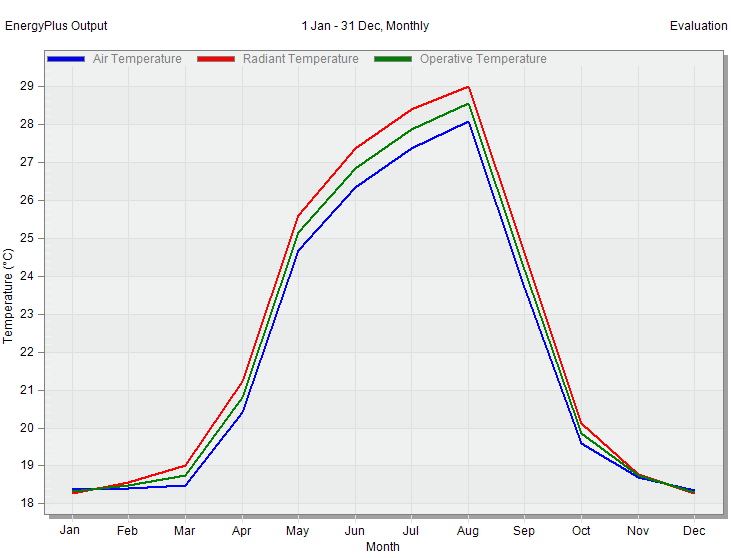 EnergyPlus Output 1 Jan - 31 Dec, Monthly Evaluation
Air Temperature Radiant Temperature Operative Temperature
29
28
27
26
25
24
23
22
21
20
19
18
Temperature (°C)
Jan Feb Mar Apr May Jun Jul Aug Sep Oct Nov Dec
Month